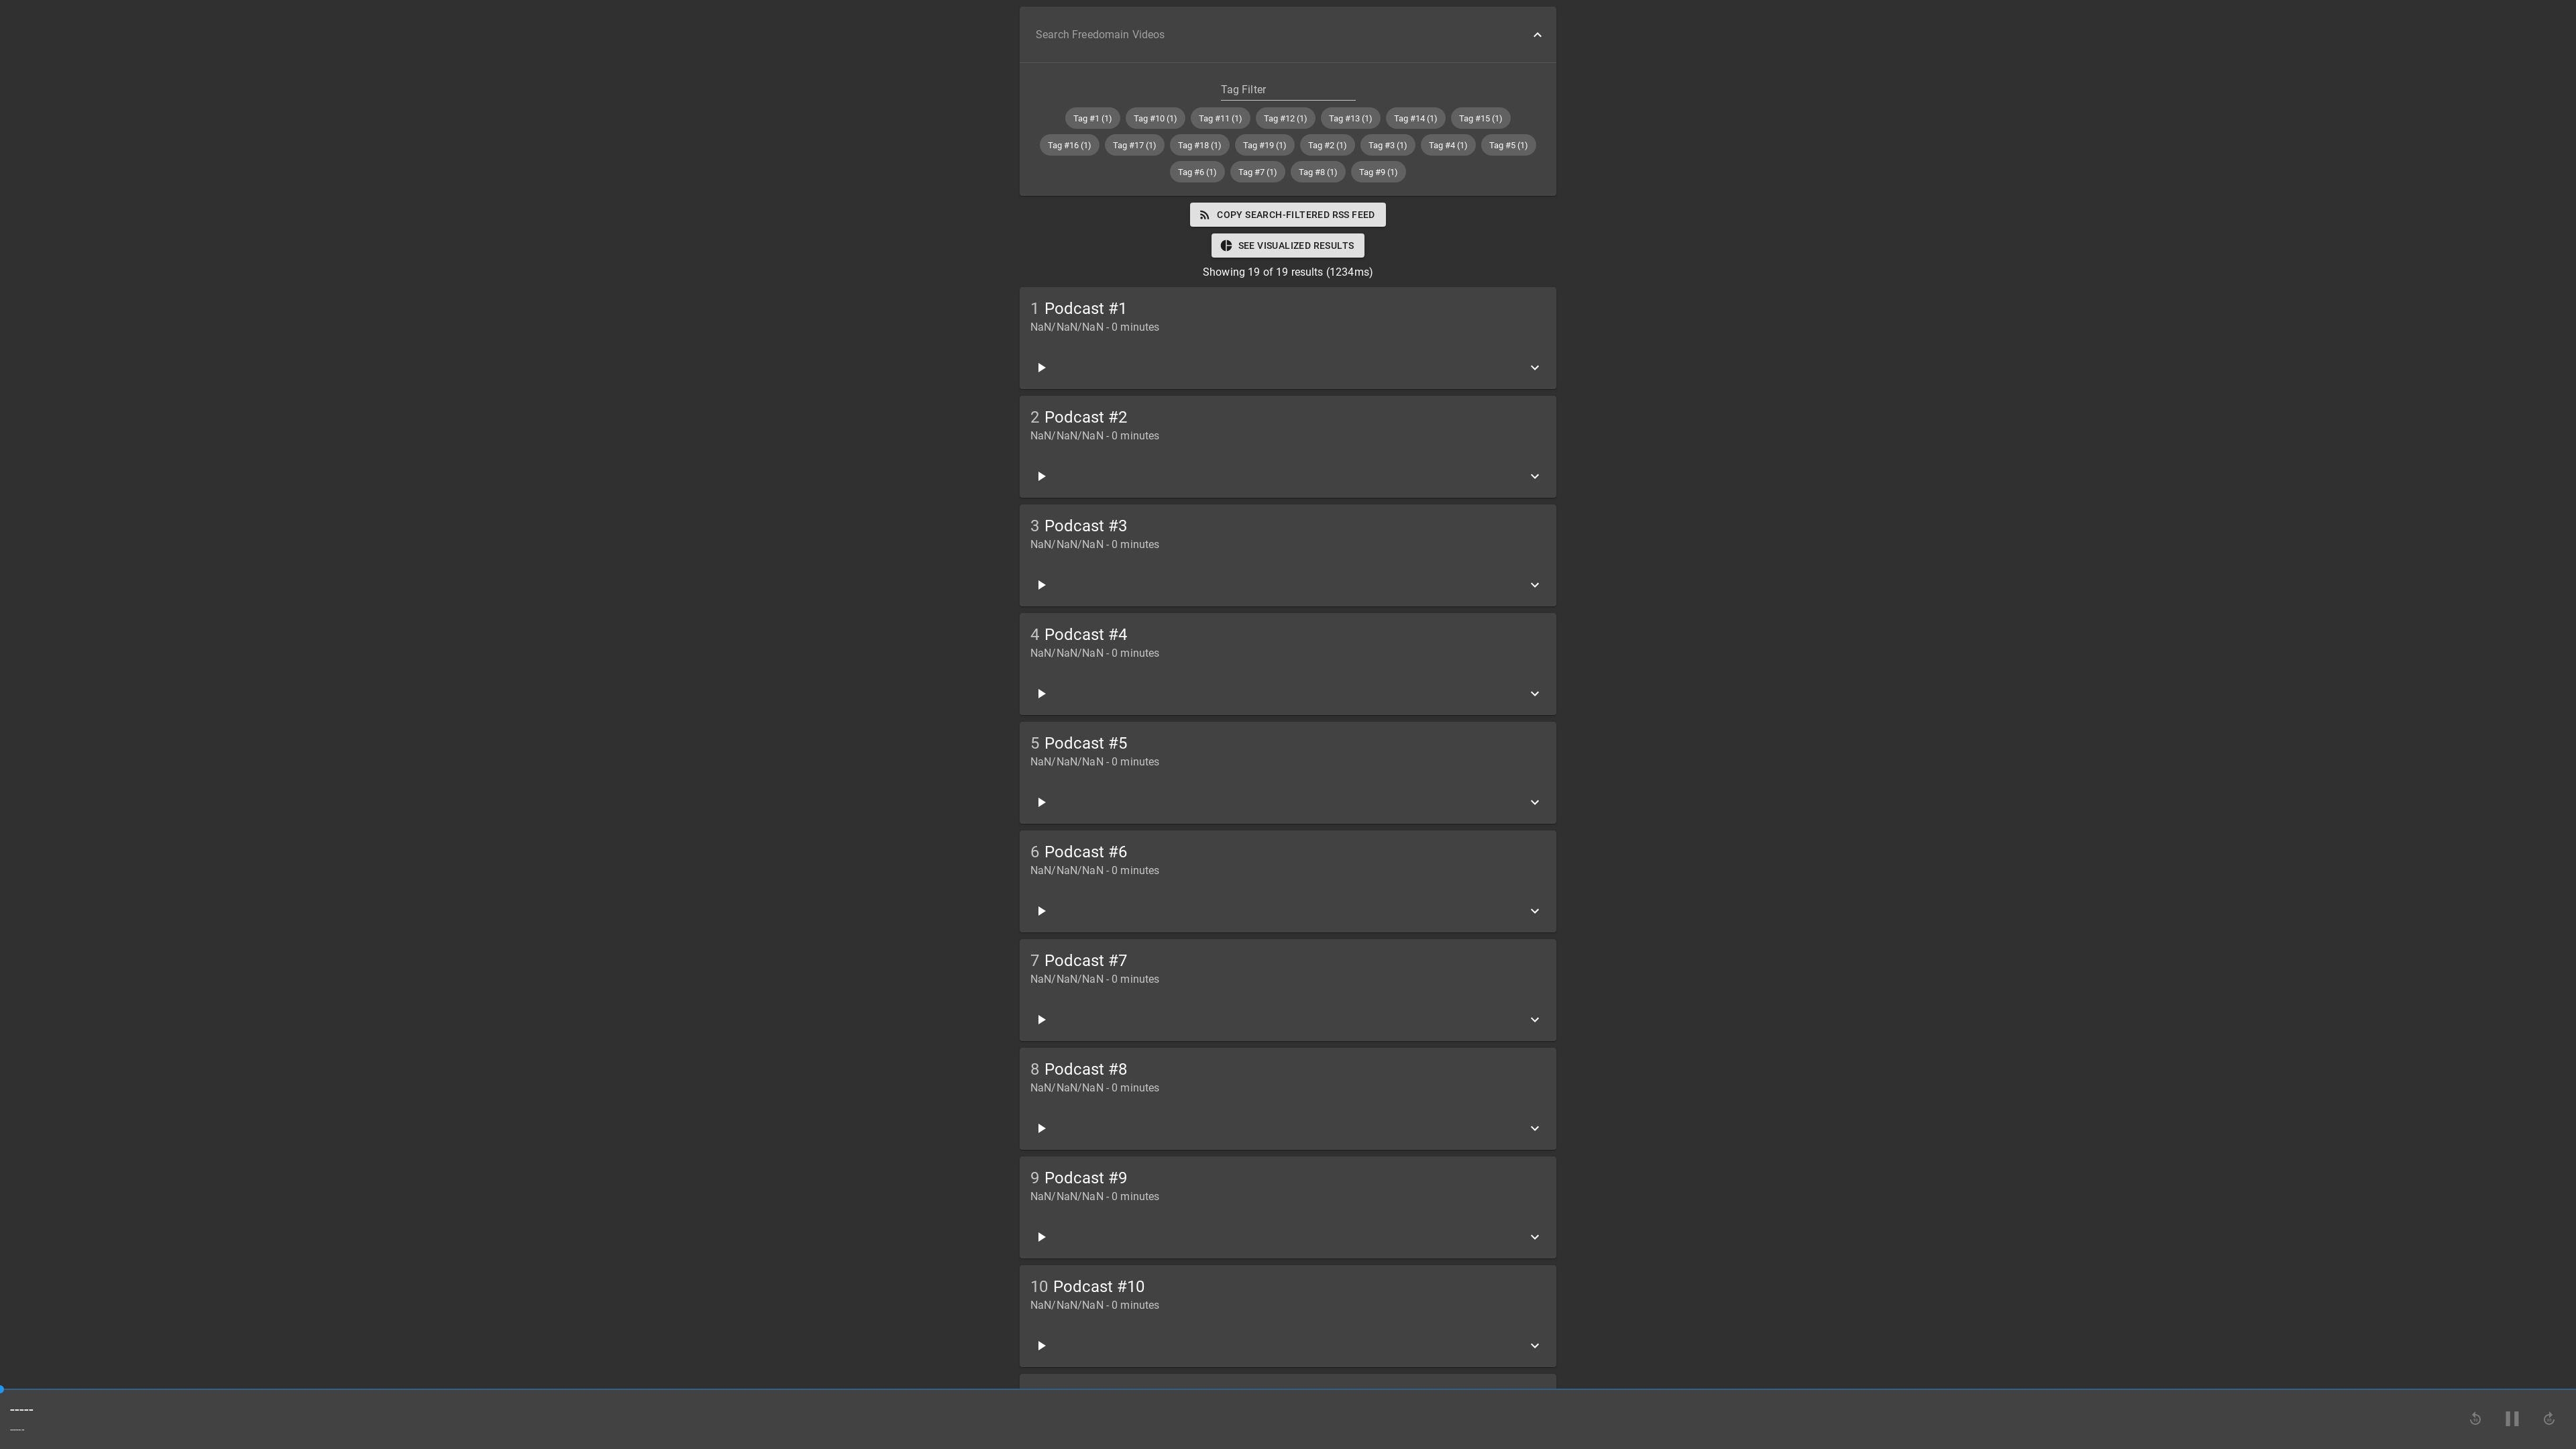 Search Freedomain Videos
Tag Filter
Tag #1 (1) Tag #10 (1) Tag #11 (1) Tag #12 (1) Tag #13 (1) Tag #14 (1) Tag #15 (1)
Tag #16 (1) Tag #17 (1) Tag #18 (1) Tag #19 (1) Tag #2 (1) Tag #3 (1) Tag #4 (1) Tag #5 (1)
Tag #6 (1) Tag #7 (1) Tag #8 (1) Tag #9 (1)
COPY SEARCH-FILTERED RSS FEED
SEE VISUALIZED RESULTS
Showing 19 of 19 results (1234ms)
1 Podcast #1
NaN/NaN/NaN - 0 minutes
2 Podcast #2
NaN/NaN/NaN - 0 minutes
3 Podcast #3
NaN/NaN/NaN - 0 minutes
4 Podcast #4
NaN/NaN/NaN - 0 minutes
5 Podcast #5
NaN/NaN/NaN - 0 minutes
6 Podcast #6
NaN/NaN/NaN - 0 minutes
7 Podcast #7
NaN/NaN/NaN - 0 minutes
8 Podcast #8
NaN/NaN/NaN - 0 minutes
9 Podcast #9
NaN/NaN/NaN - 0 minutes
10 Podcast #10
NaN/NaN/NaN - 0 minutes
-----
-----